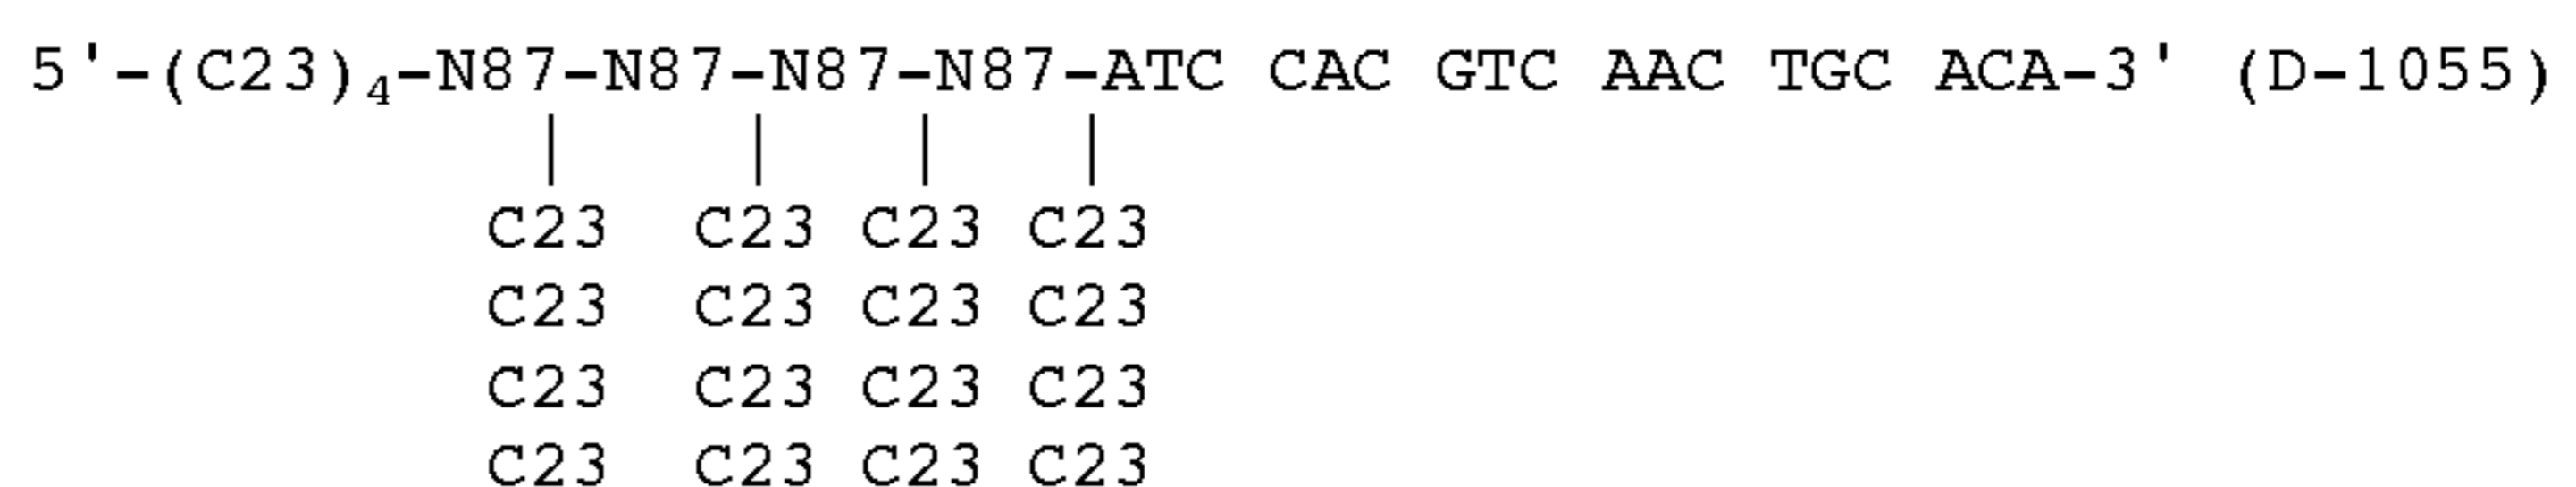 5'-(C23)₄-N87-N87-N87-N87-ATC CAC GTC AAC TGC ACA-3' (D-1055)
| | | |
C23 C23 C23 C23
C23 C23 C23 C23
C23 C23 C23 C23
C23 C23 C23 C23